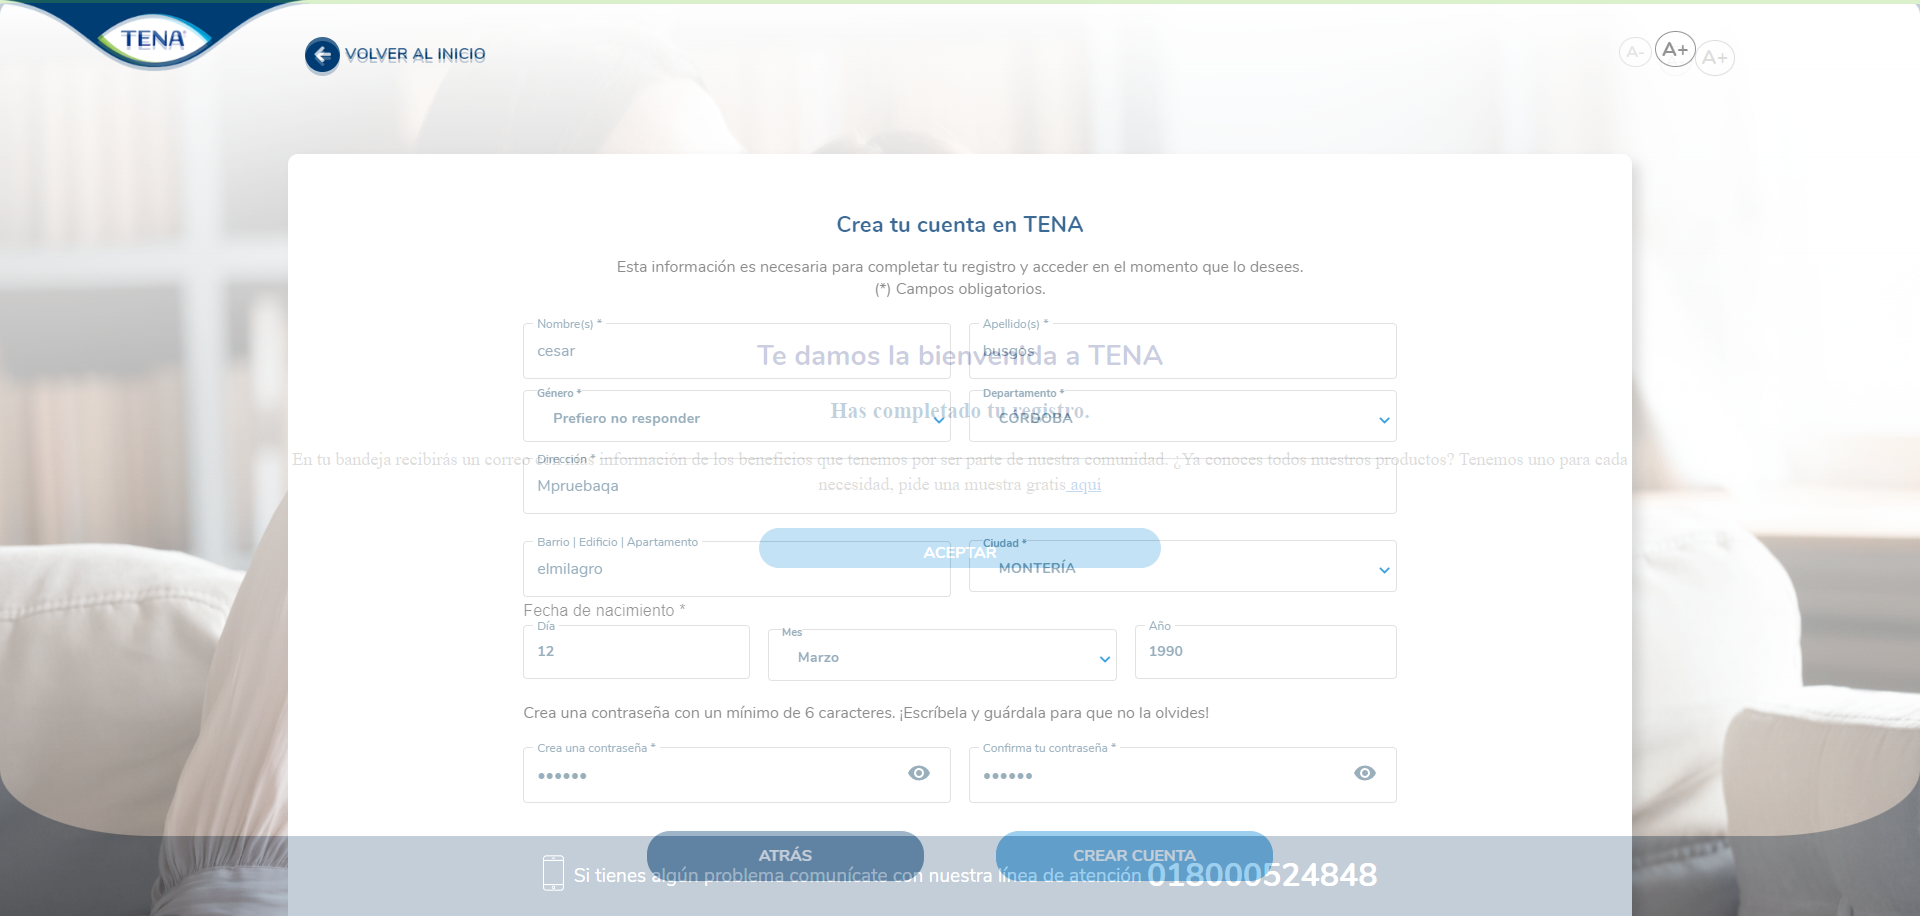 TENA
VOLVER AL INICIO
A- A+ A+
Crea tu cuenta en TENA
Esta información es necesaria para completar tu registro y acceder en el momento que lo desees.
(*) Campos obligatorios.
Nombre(s) *
cesar
Apellido(s) *
busgos
Te damos la bienvenida a TENA
Género *
Prefiero no responder
Departamento *
CÓRDOBA
Has completado tu registro.
Dirección *
Mpruebaqa
En tu bandeja recibirás un correo con más información de los beneficios que tenemos por ser parte de nuestra comunidad. ¿Ya conoces todos nuestros productos? Tenemos uno para cada
necesidad, pide una muestra gratis aqui
Barrio | Edificio | Apartamento
elmilagro
Ciudad *
MONTERÍA
ACEPTAR
Fecha de nacimiento *
Día
12
Mes
Marzo
Año
1990
Crea una contraseña con un mínimo de 6 caracteres. ¡Escríbela y guárdala para que no la olvides!
Crea una contraseña *
••••••
Confirma tu contraseña *
••••••
ATRÁS
CREAR CUENTA
Si tienes algún problema comunícate con nuestra línea de atención 018000524848